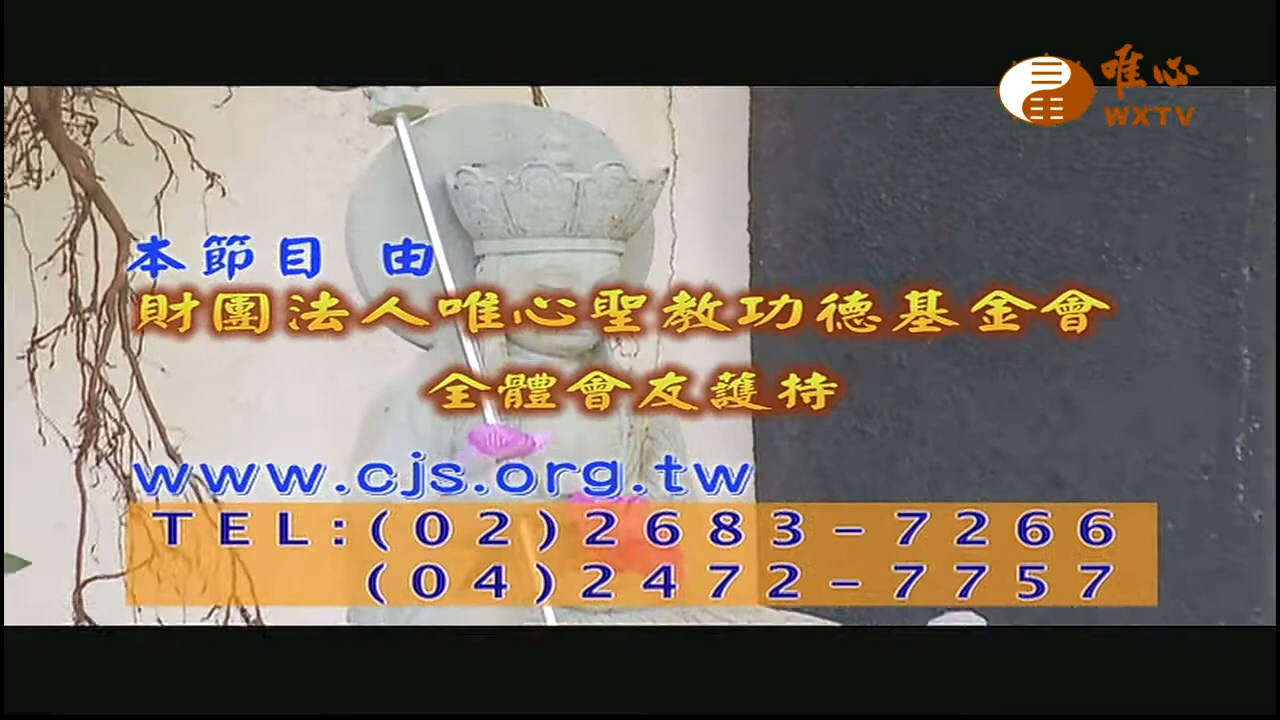 唯心
WXTV
本節目 由
財團法人唯心聖教功德基金會
全體會友護持
www.cjs.org.tw
TEL:(02)2683-7266
(04)2472-7757